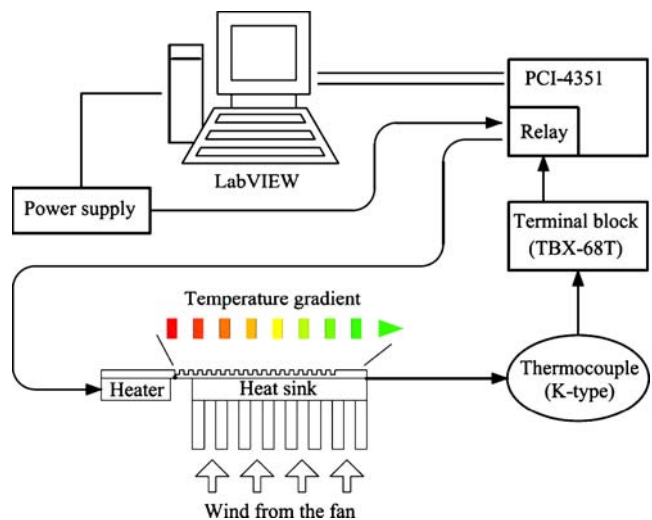 PCI-4351
Relay
LabVIEW
Power supply
Terminal block
(TBX-68T)
Temperature gradient
Thermocouple
(K-type)
Heater
Heat sink
Wind from the fan